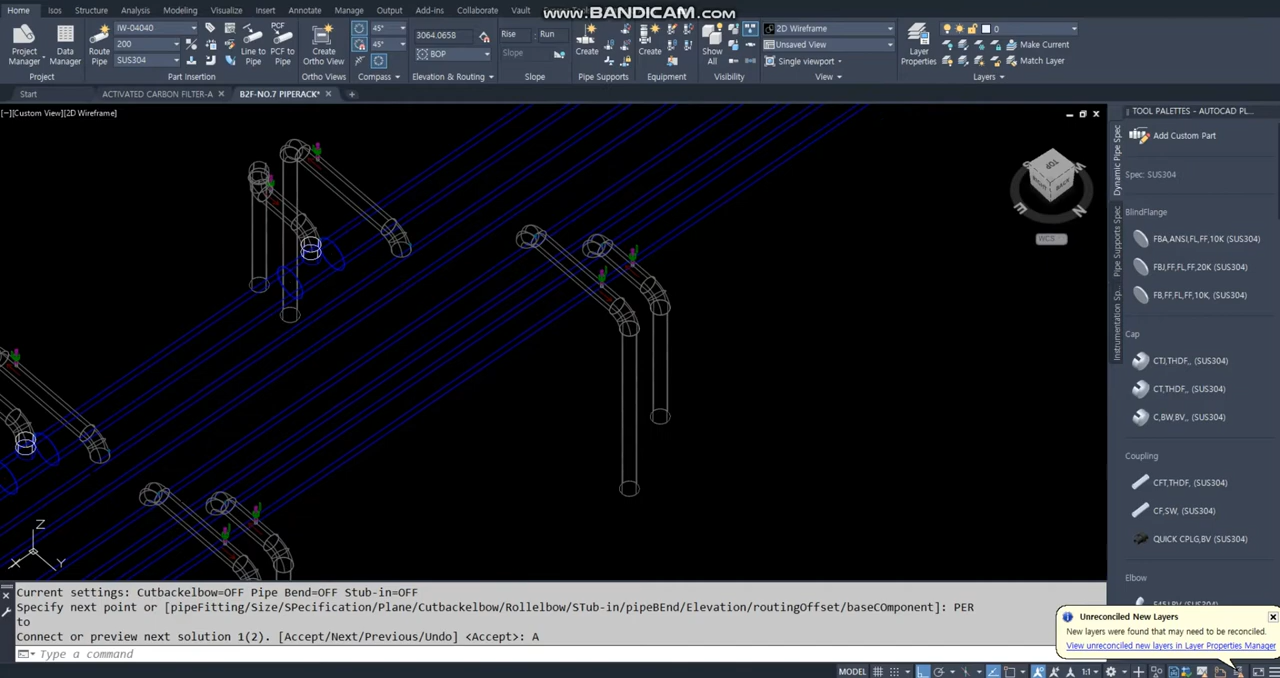 www.BANDICAM.com
Home Isos Structure Analysis Modeling Visualize Insert Annotate Manage Output Add-ins Collaborate Vault
Project Manager Data Manager
Project
Route Pipe
IW-04040
200
SUS304
Line to Pipe PCF to Pipe
Part Insertion
Create Ortho View
Ortho Views
45°
45°
Compass
3064.0658
BOP
Elevation & Routing
Rise Run
Slope
Slope
Create
Pipe Supports
Create
Equipment
Show All
Visibility
2D Wireframe
Unsaved View
Single viewport
View
Layer Properties
0
Make Current
Match Layer
Layers
Start ACTIVATED CARBON FILTER-A B2F-NO.7 PIPERACK*
[−][Custom View][2D Wireframe]
TOP
RIGHT BACK
W E N
WCS
TOOL PALETTES - AUTOCAD PL...
Dynamic Pipe Spec
Pipe Supports Spec
Instrumentation Sp...
Add Custom Part
Spec: SUS304
BlindFlange
FBA,ANSI,FL,FF,10K (SUS304)
FBJ,FF,FL,FF,20K (SUS304)
FB,FF,FL,FF,10K, (SUS304)
Cap
CTJ,THDF,, (SUS304)
CT,THDF,, (SUS304)
C,BW,BV,, (SUS304)
Coupling
CFT,THDF, (SUS304)
CF,SW, (SUS304)
QUICK CPLG,BV (SUS304)
Elbow
Z
X Y
Current settings: Cutbackelbow=OFF Pipe Bend=OFF Stub-in=OFF
Specify next point or [pipeFitting/Size/SPecification/Plane/Cutbackelbow/Rollelbow/STub-in/pipeBEnd/Elevation/routingOffset/baseCOmponent]: PER
to
Connect or preview next solution 1(2). [Accept/Next/Previous/Undo] <Accept>: A
Type a command
Unreconciled New Layers
New layers were found that may need to be reconciled.
View unreconciled new layers in Layer Properties Manager
MODEL 1:1